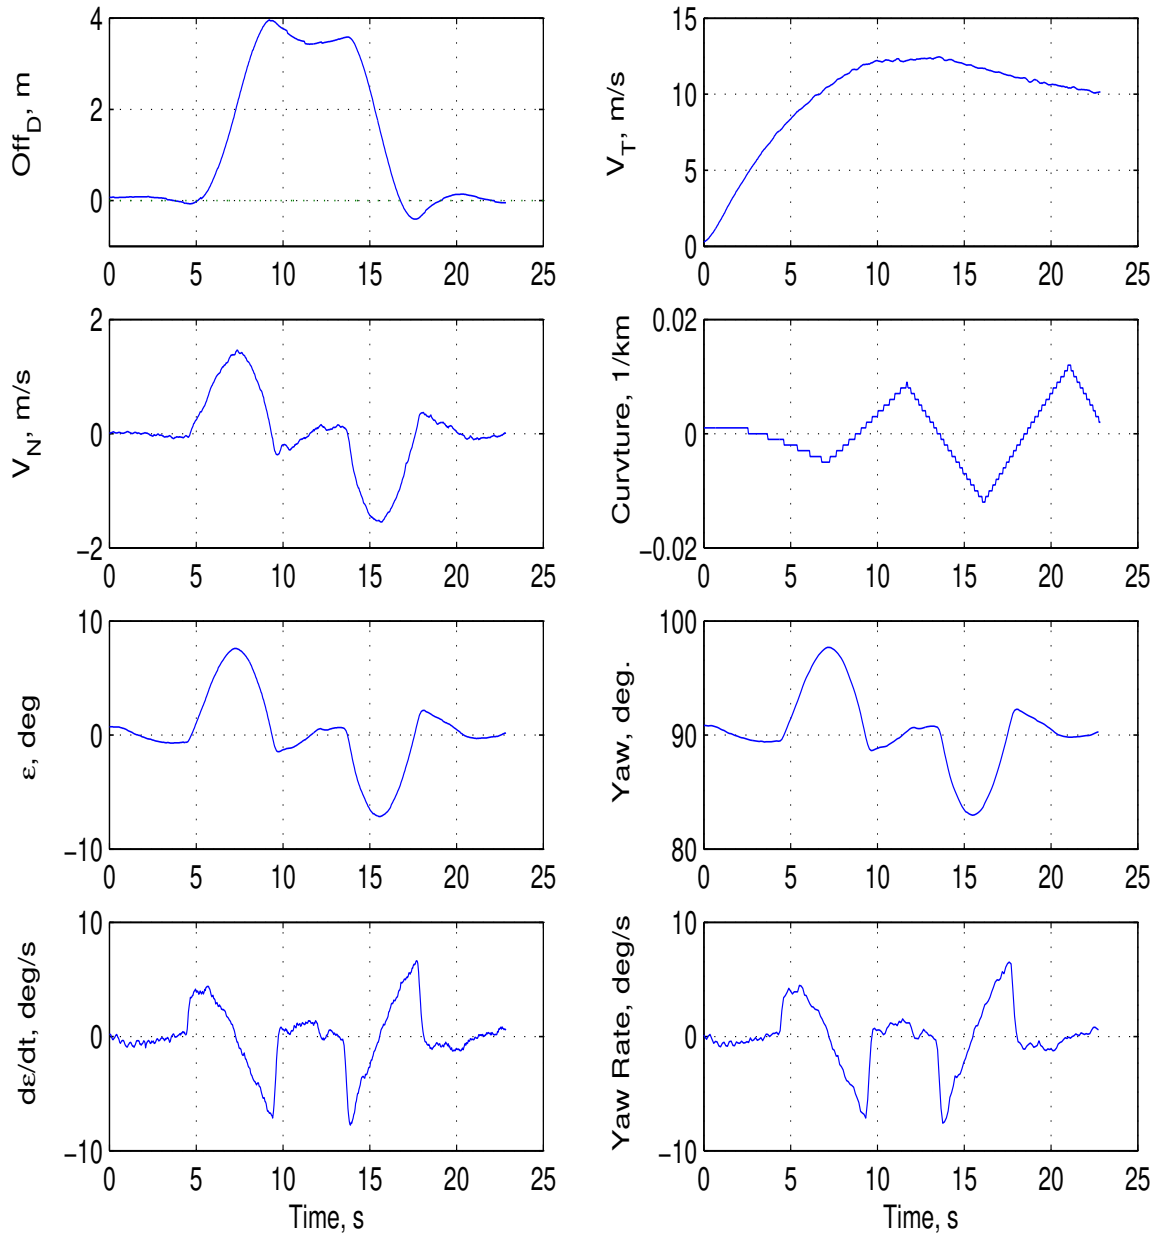 4
2
0
Off_D, m
0 5 10 15 20 25
15
10
5
0
V_T, m/s
0 5 10 15 20 25
2
0
−2
V_N, m/s
0 5 10 15 20 25
0.02
0
−0.02
Curvture, 1/km
0 5 10 15 20 25
10
0
−10
ε, deg
0 5 10 15 20 25
100
90
80
Yaw, deg.
0 5 10 15 20 25
10
0
−10
dε/dt, deg/s
0 5 10 15 20 25
Time, s
10
0
−10
Yaw Rate, deg/s
0 5 10 15 20 25
Time, s